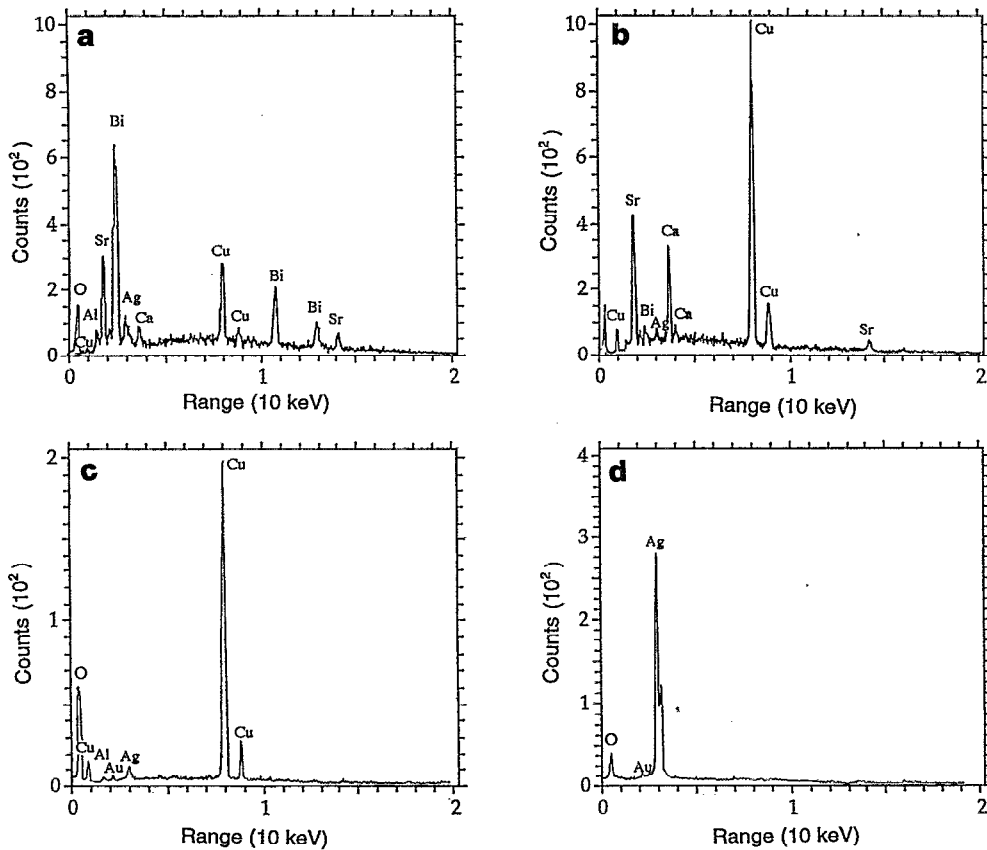 a
10
8
6
4
2
0
Counts (10²)
O
Cu
Al
Sr
Bi
Ag
Ca
Cu
Cu
Bi
Bi
Sr
0
1
2
Range (10 keV)
b
10
8
6
4
2
0
Counts (10²)
Cu
Sr
Bi
Ag
Ca
Ca
Cu
Cu
Sr
0
1
2
Range (10 keV)
c
2
1
0
Counts (10²)
O
Cu
Al
Au
Ag
Cu
Cu
0
1
2
Range (10 keV)
d
4
3
2
1
0
Counts (10²)
O
Au
Ag
0
1
2
Range (10 keV)